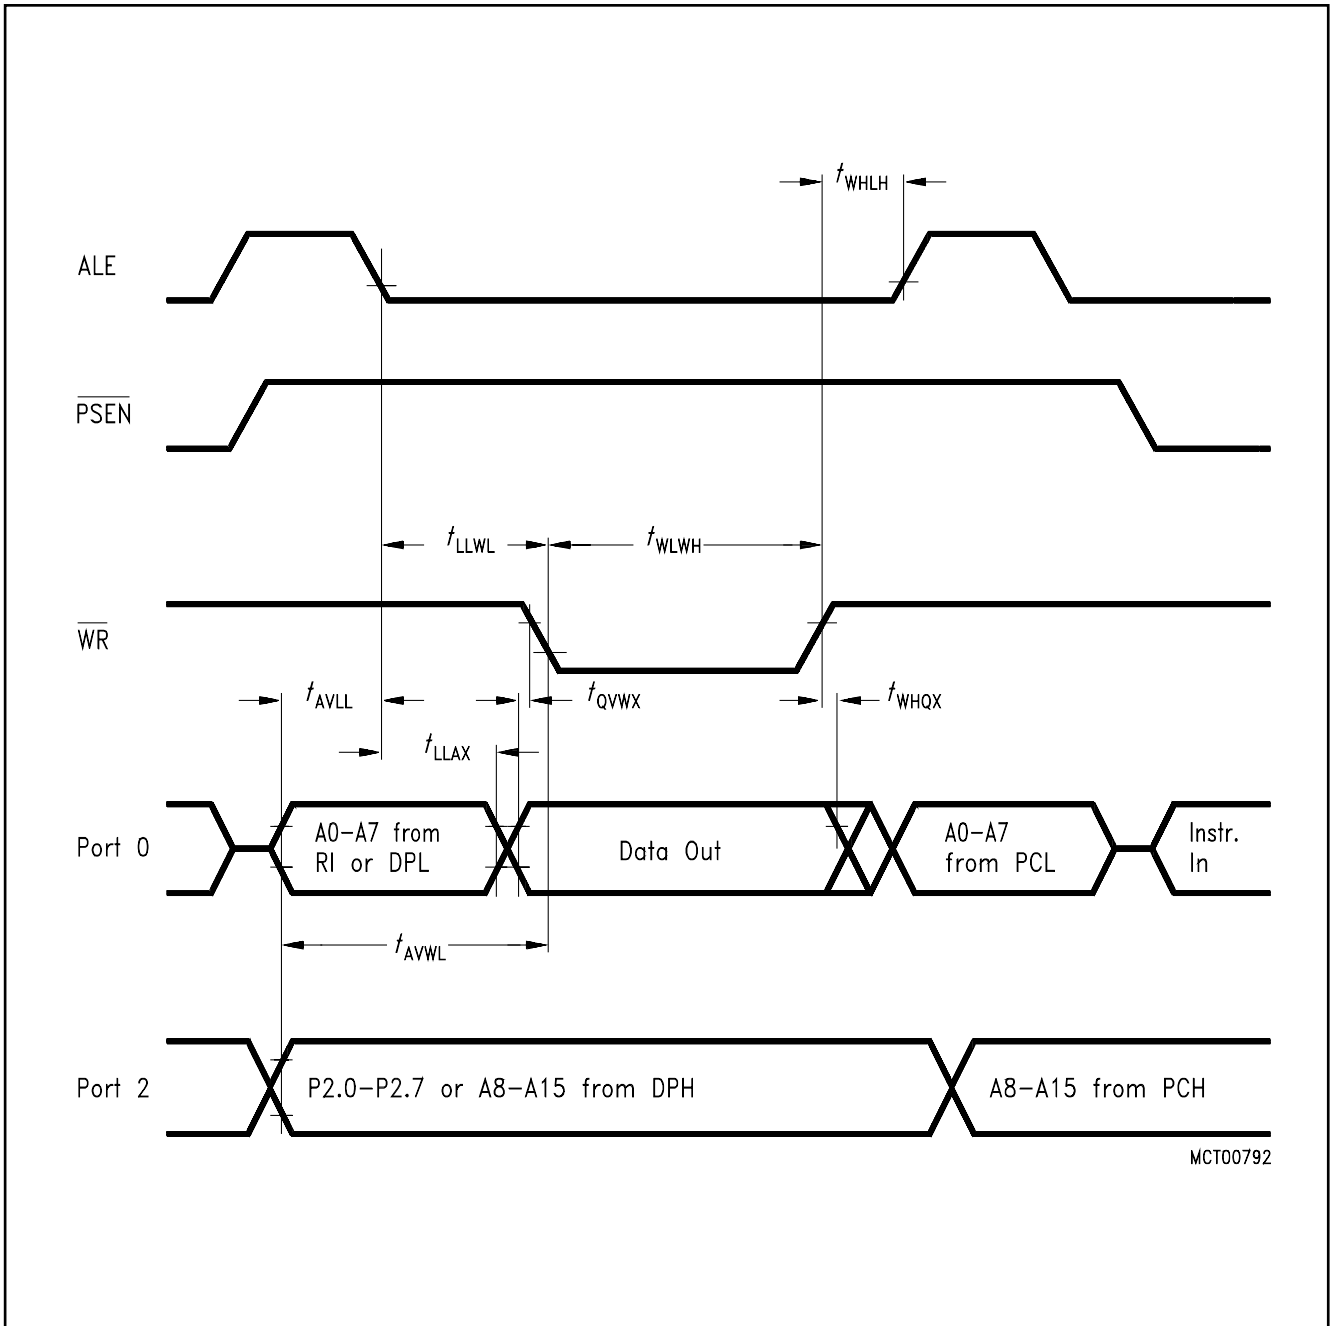 tWHLH
ALE
PSEN
tLLWL
tWLWH
WR
tAVLL
tQVWX
tWHQX
tLLAX
Port 0
A0-A7 from
RI or DPL
Data Out
A0-A7
from PCL
Instr.
In
tAVWL
Port 2
P2.0-P2.7 or A8-A15 from DPH
A8-A15 from PCH
MCT00792